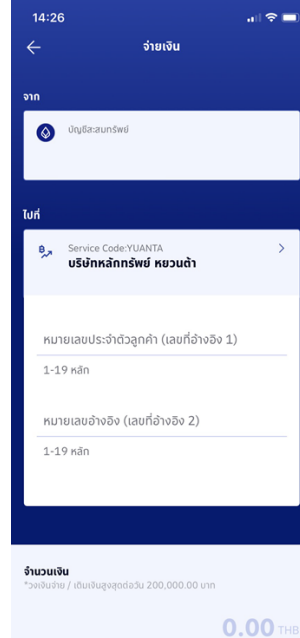 14:26
จ่ายเงิน
จาก
บัญชีสะสมทรัพย์
ไปที่
Service Code:YUANTA
บริษัทหลักทรัพย์ หยวนต้า
หมายเลขประจำตัวลูกค้า (เลขที่อ้างอิง 1)
1-19 หลัก
หมายเลขอ้างอิง (เลขที่อ้างอิง 2)
1-19 หลัก
จำนวนเงิน
*วงเงินจ่าย / เติมเงินสูงสุดต่อวัน 200,000.00 บาท
0.00 THB